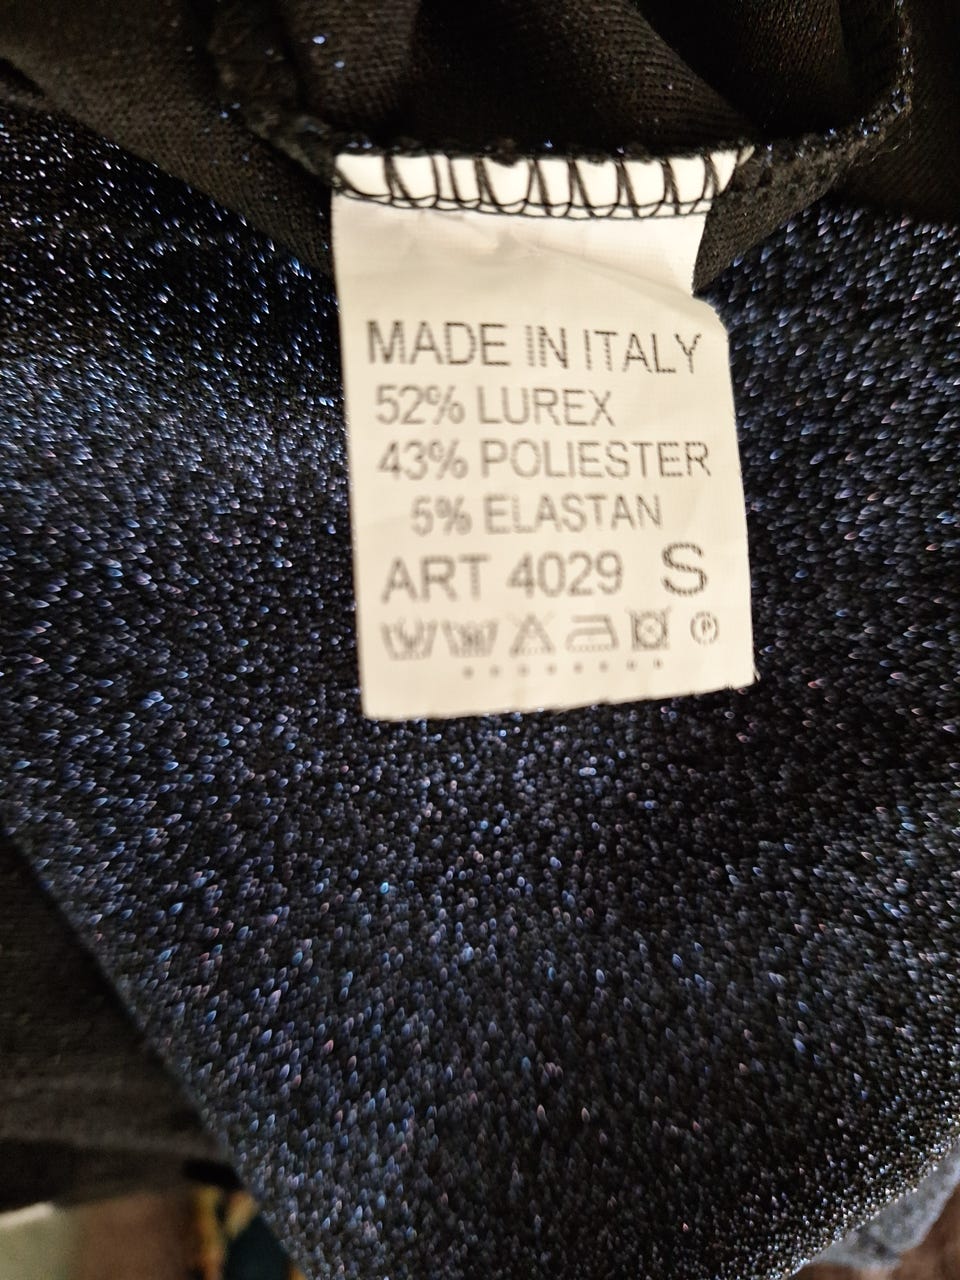 MADE IN ITALY
52% LUREX
43% POLIESTER
5% ELASTAN
ART 4029 S
P